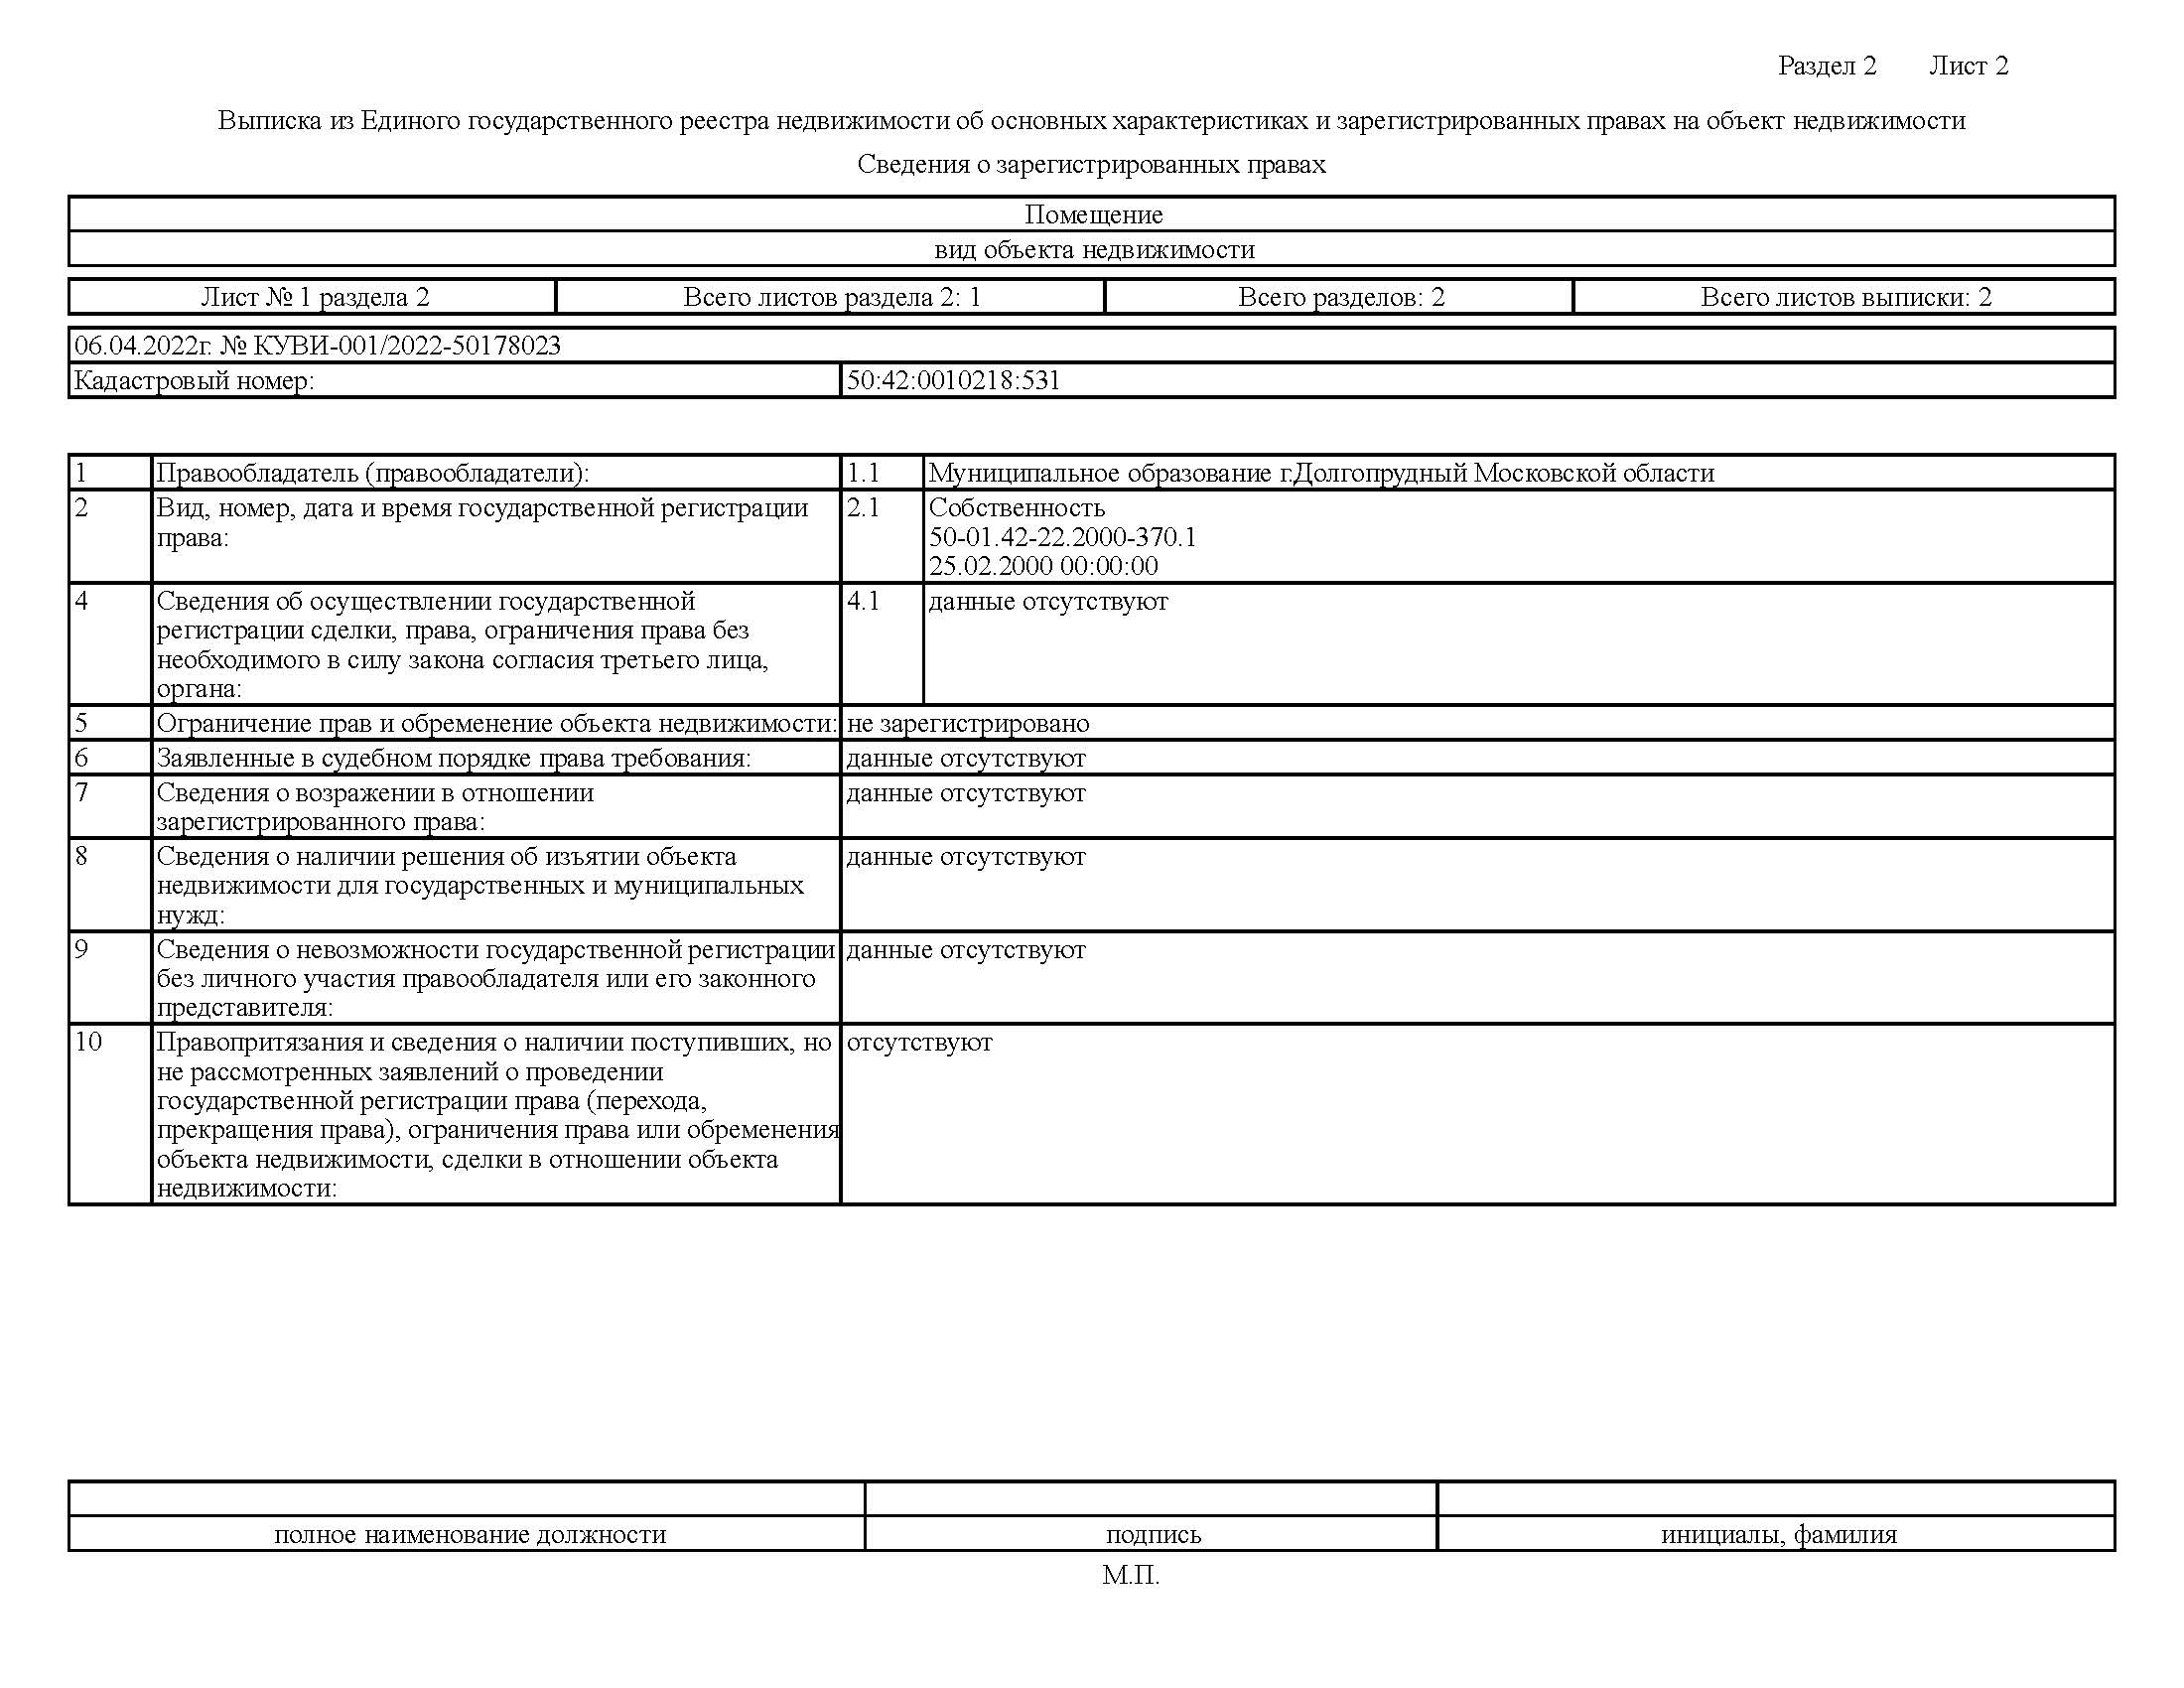 Раздел 2 Лист 2
Выписка из Единого государственного реестра недвижимости об основных характеристиках и зарегистрированных правах на объект недвижимости
Сведения о зарегистрированных правах
Помещение
вид объекта недвижимости
Лист № 1 раздела 2 Всего листов раздела 2: 1 Всего разделов: 2 Всего листов выписки: 2
06.04.2022г. № КУВИ-001/2022-50178023
Кадастровый номер: 50:42:0010218:531
1 Правообладатель (правообладатели): 1.1 Муниципальное образование г.Долгопрудный Московской области
2 Вид, номер, дата и время государственной регистрации 2.1 Собственность
права: 50-01.42-22.2000-370.1
25.02.2000 00:00:00
4 Сведения об осуществлении государственной 4.1 данные отсутствуют
регистрации сделки, права, ограничения права без
необходимого в силу закона согласия третьего лица,
органа:
5 Ограничение прав и обременение объекта недвижимости: не зарегистрировано
6 Заявленные в судебном порядке права требования: данные отсутствуют
7 Сведения о возражении в отношении данные отсутствуют
зарегистрированного права:
8 Сведения о наличии решения об изъятии объекта данные отсутствуют
недвижимости для государственных и муниципальных
нужд:
9 Сведения о невозможности государственной регистрации данные отсутствуют
без личного участия правообладателя или его законного
представителя:
10 Правопритязания и сведения о наличии поступивших, но отсутствуют
не рассмотренных заявлений о проведении
государственной регистрации права (перехода,
прекращения права), ограничения права или обременения
объекта недвижимости, сделки в отношении объекта
недвижимости:
полное наименование должности подпись инициалы, фамилия
М.П.